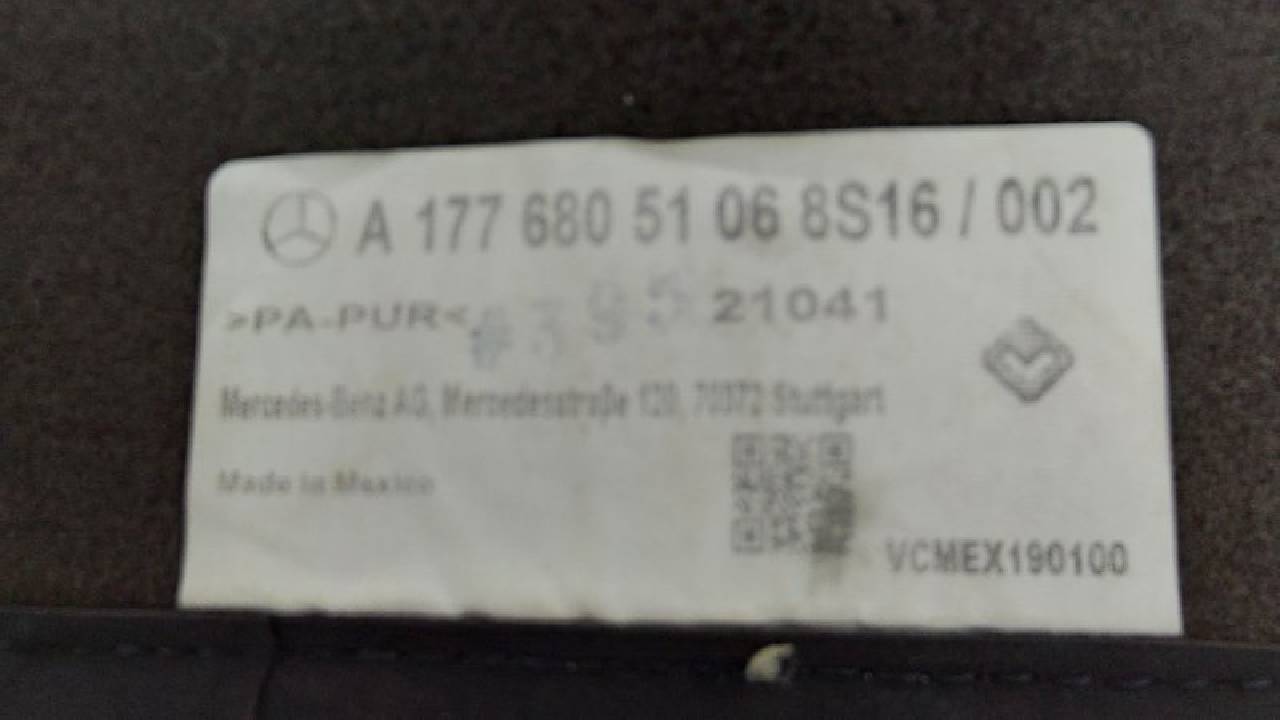 A 177 680 51 06 8S16 / 002
>PA-PUR< 21041
Mercedes-Benz AG, Mercedesstraße 120, 70372 Stuttgart
Made in Mexico
VCMEX190100